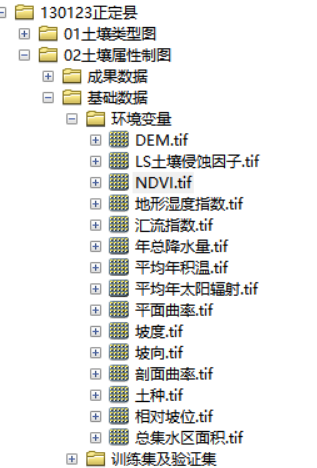 130123正定县
01土壤类型图
02土壤属性制图
成果数据
基础数据
环境变量
DEM.tif
LS土壤侵蚀因子.tif
NDVI.tif
地形湿度指数.tif
汇流指数.tif
年总降水量.tif
平均年积温.tif
平均年太阳辐射.tif
平面曲率.tif
坡度.tif
坡向.tif
剖面曲率.tif
土种.tif
相对坡位.tif
总集水区面积.tif
训练集及验证集